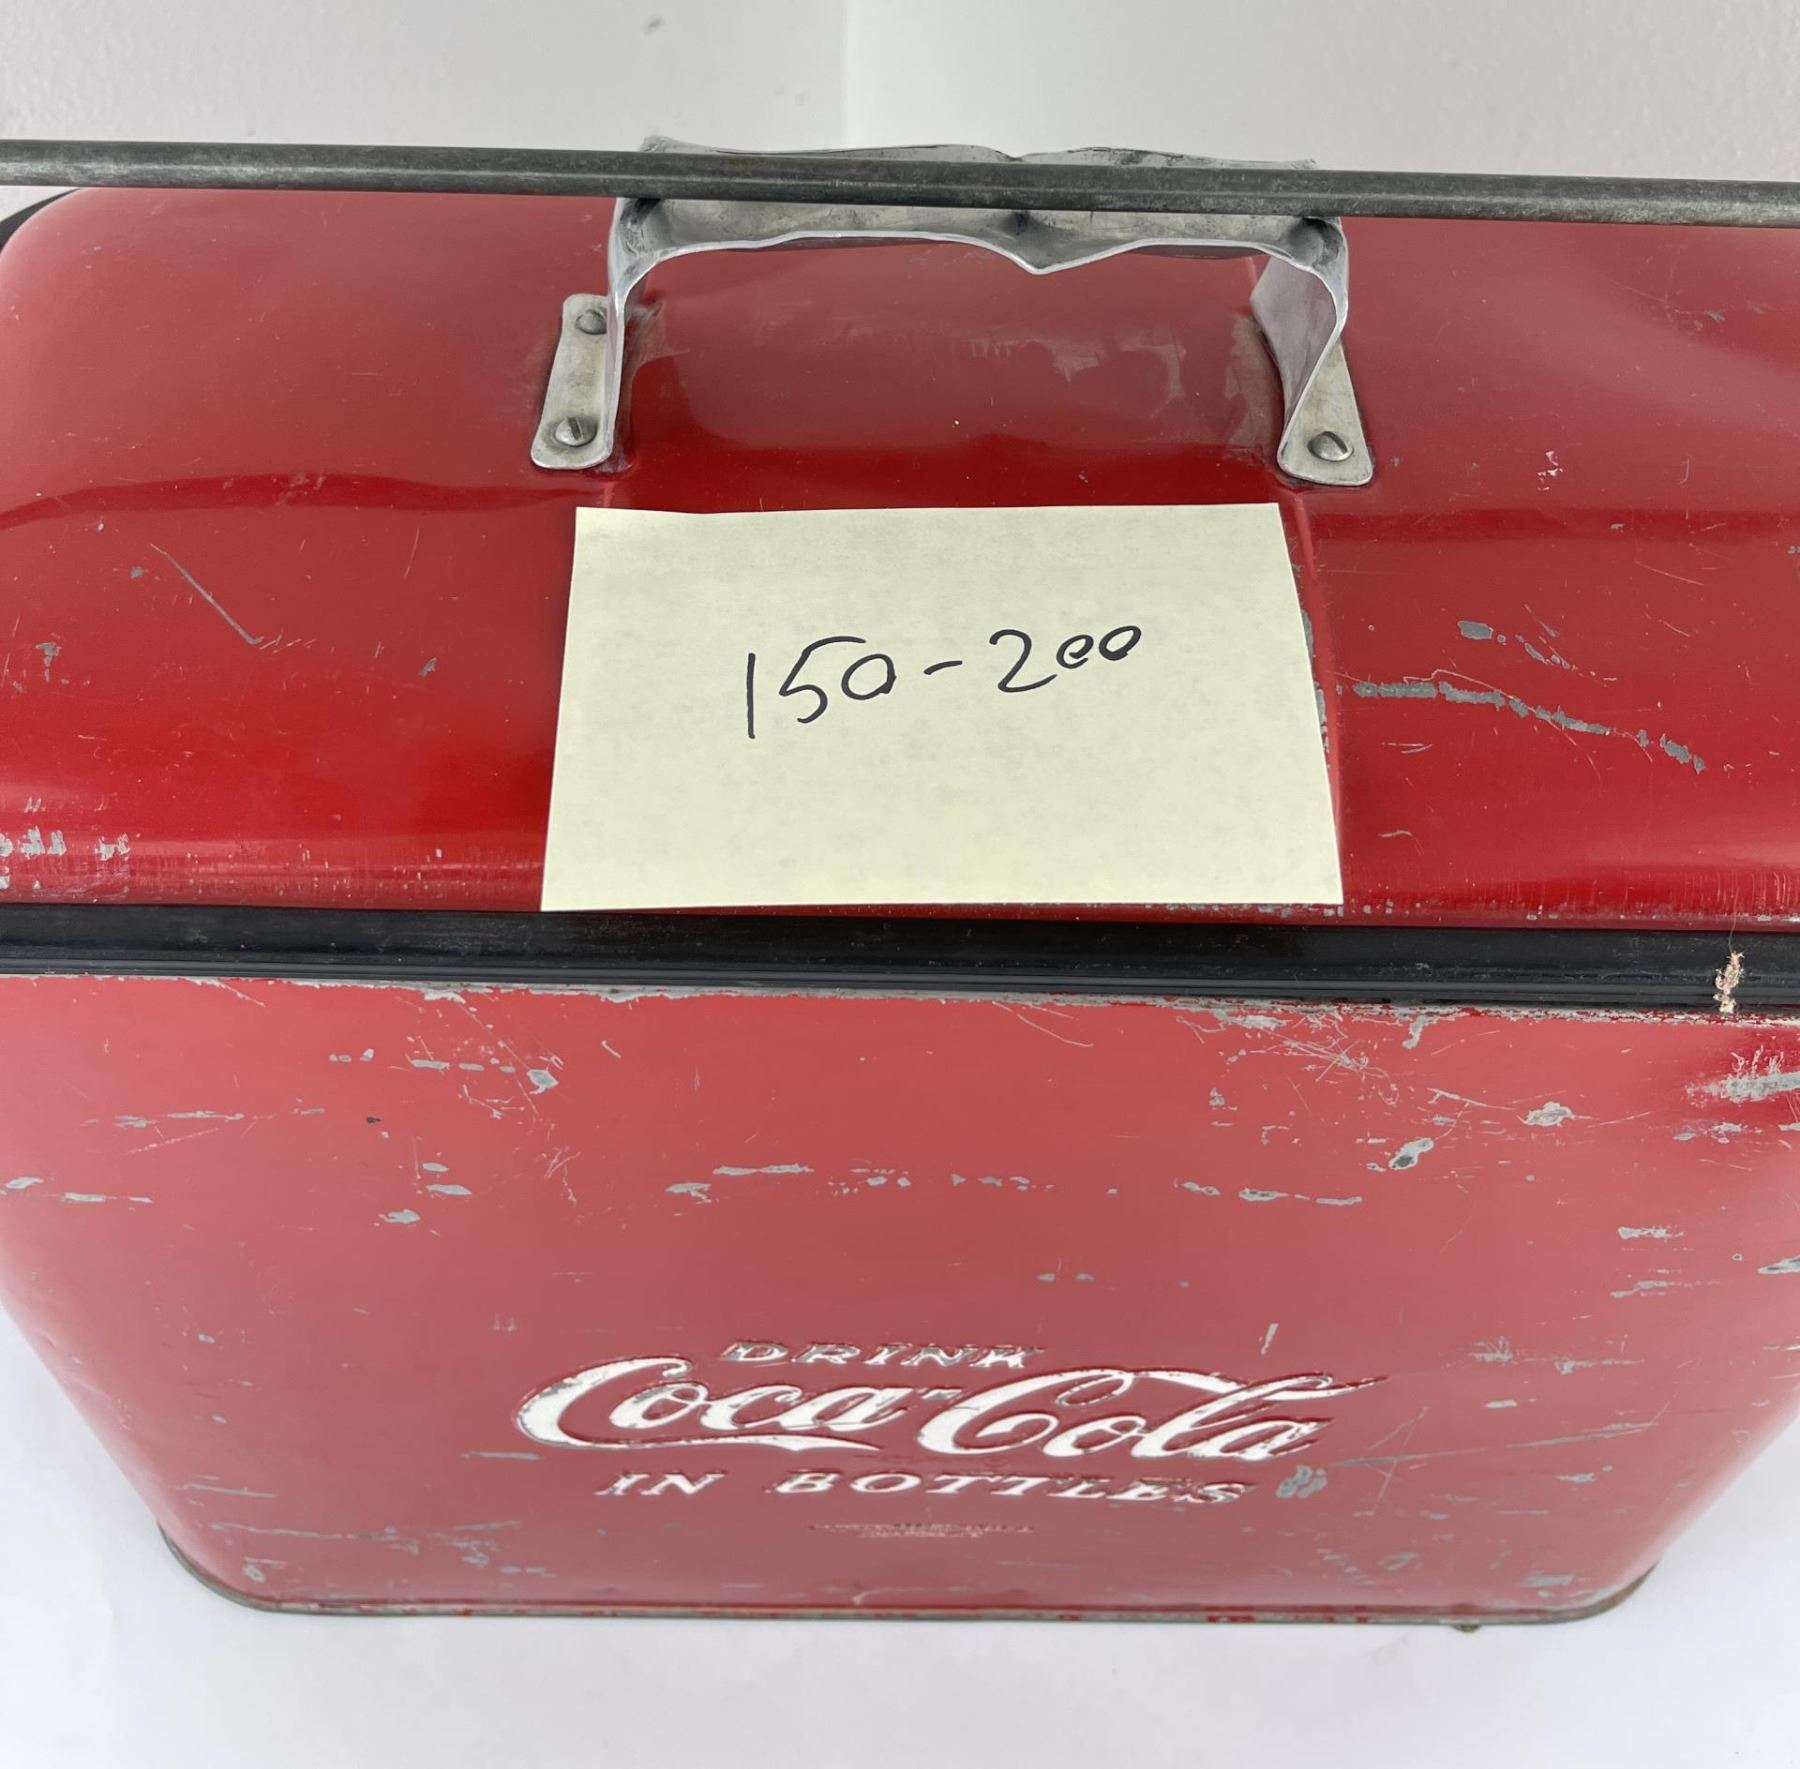 150-200
DRINK
Coca-Cola
IN BOTTLES